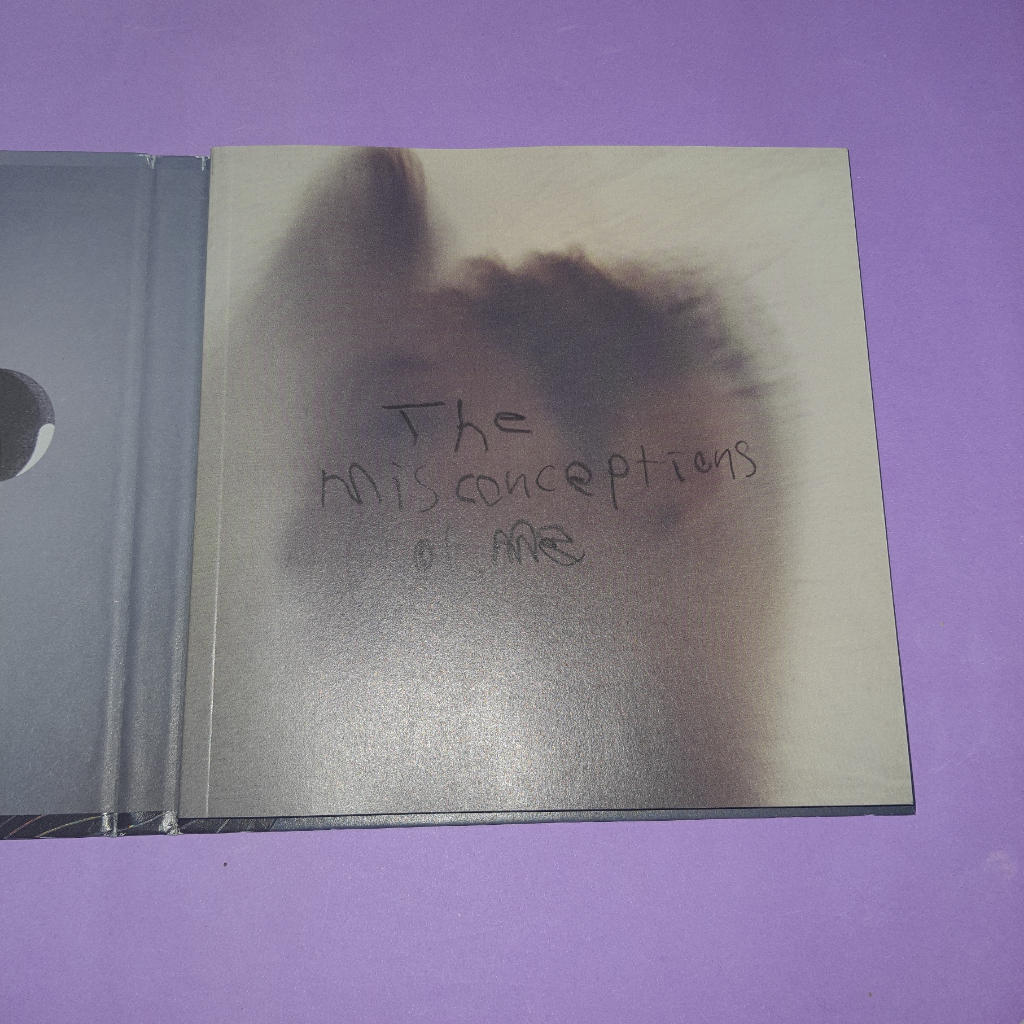 The
misconceptions
of Me